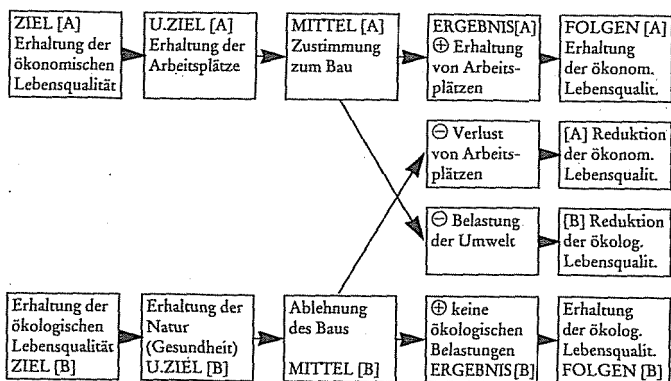 ZIEL [A]
Erhaltung der
ökonomischen
Lebensqualität
U.ZIEL [A]
Erhaltung der
Arbeitsplätze
MITTEL [A]
Zustimmung
zum Bau
ERGEBNIS[A]
⊕ Erhaltung
von Arbeits-
plätzen
FOLGEN [A]
Erhaltung
der ökonom.
Lebensqualit.
⊖ Verlust
von Arbeits-
plätzen
[A] Reduktion
der ökonom.
Lebensqualit.
⊖ Belastung
der Umwelt
[B] Reduktion
der ökolog.
Lebensqualit.
Erhaltung der
ökologischen
Lebensqualität
ZIEL [B]
Erhaltung der
Natur
(Gesundheit)
U.ZIEL [B]
Ablehnung
des Baus
MITTEL [B]
⊕ keine
ökologischen
Belastungen
ERGEBNIS[B]
Erhaltung
der ökolog.
Lebensqualit.
FOLGEN [B]